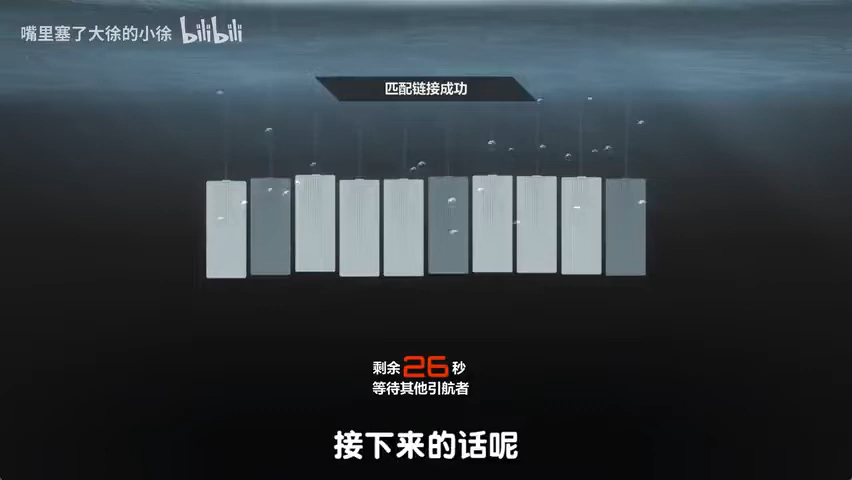 嘴里塞了大徐的小徐 bilibili
匹配链接成功
剩余26秒
等待其他引航者
接下来的话呢